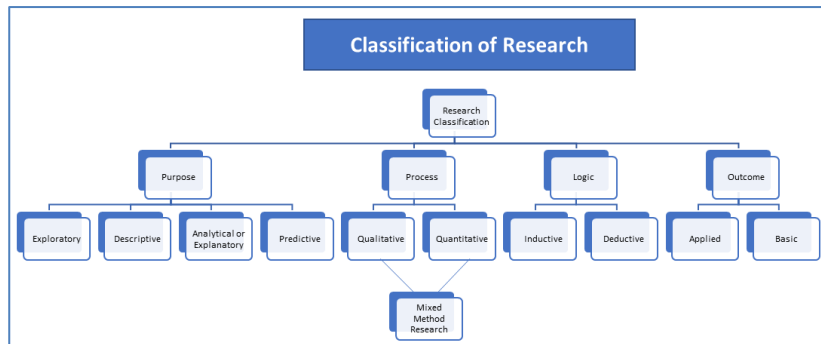 Classification of Research
Research
Classification
Purpose
Process
Logic
Outcome
Exploratory
Descriptive
Analytical or
Explanatory
Predictive
Qualitative
Quantitative
Inductive
Deductive
Applied
Basic
Mixed
Method
Research